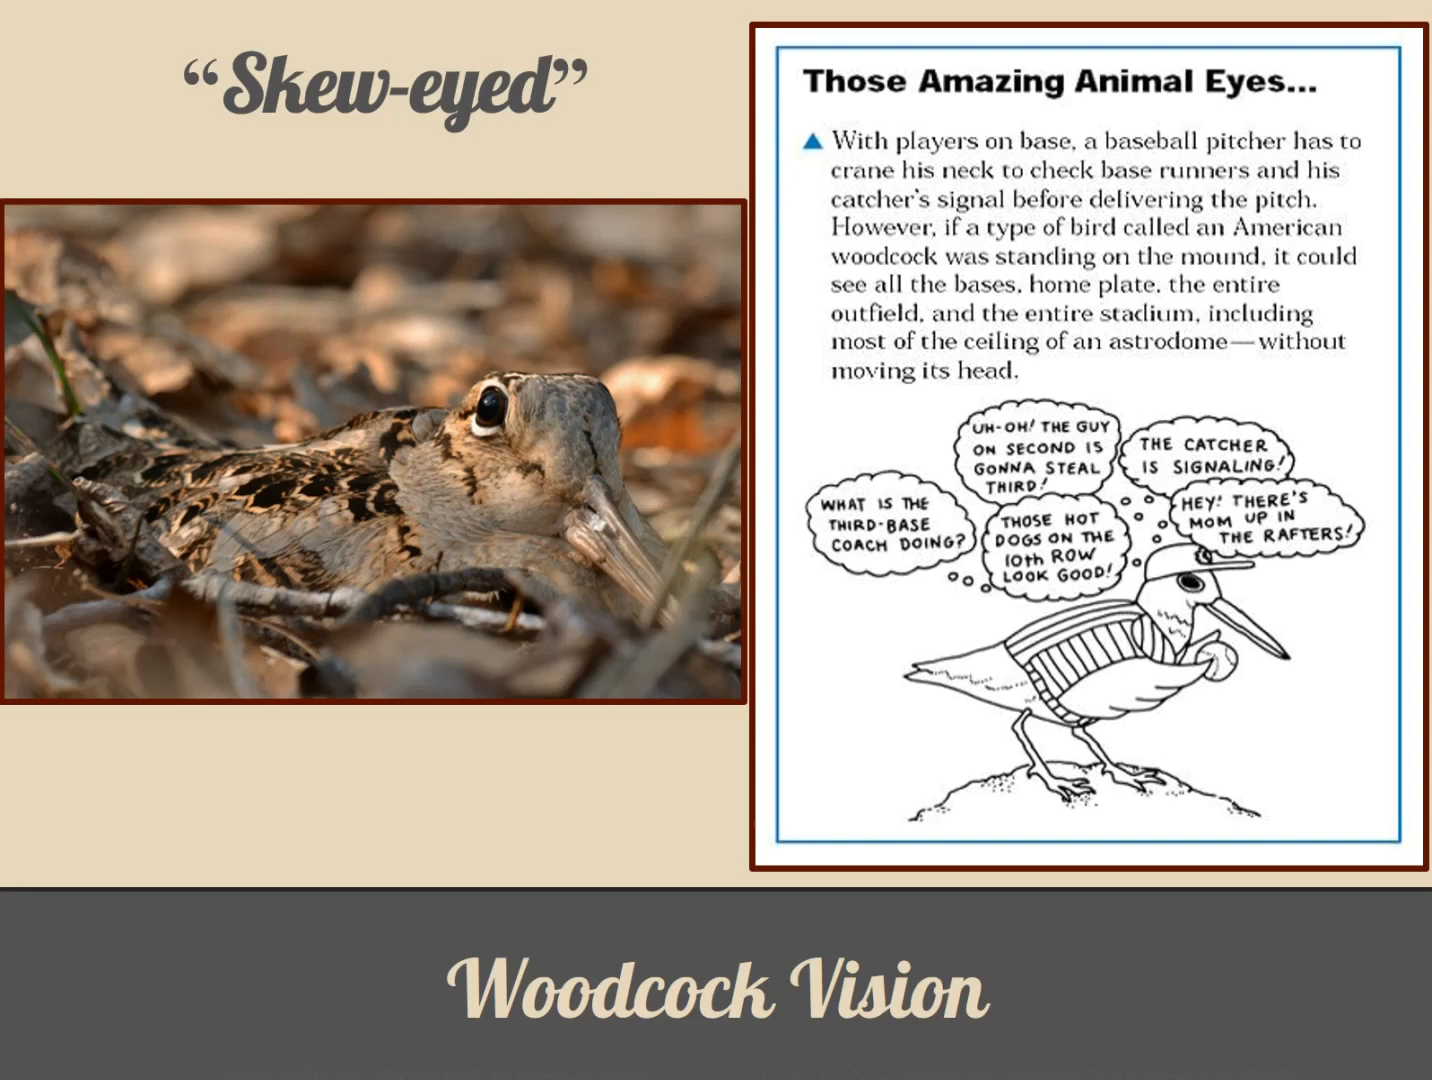 “Skew-eyed”
Those Amazing Animal Eyes...
With players on base, a baseball pitcher has to
crane his neck to check base runners and his
catcher's signal before delivering the pitch.
However, if a type of bird called an American
woodcock was standing on the mound, it could
see all the bases, home plate, the entire
outfield, and the entire stadium, including
most of the ceiling of an astrodome—without
moving its head.
UH-OH! THE GUY
ON SECOND IS
GONNA STEAL
THIRD!
THE CATCHER
IS SIGNALING!
WHAT IS THE
THIRD-BASE
COACH DOING?
THOSE HOT
DOGS ON THE
10th ROW
LOOK GOOD!
HEY! THERE'S
MOM UP IN
THE RAFTERS!
Woodcock Vision